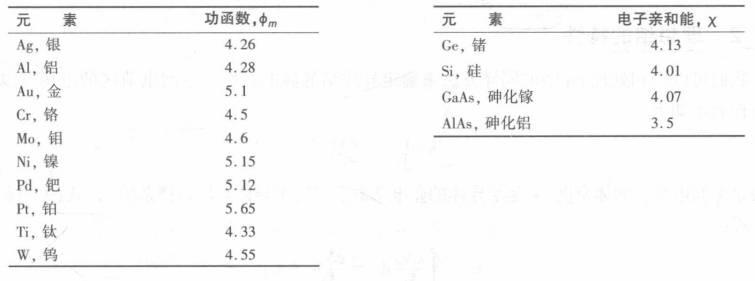 元 素 功函数,ϕm
Ag, 银 4.26
Al, 铝 4.28
Au, 金 5.1
Cr, 铬 4.5
Mo, 钼 4.6
Ni, 镍 5.15
Pd, 钯 5.12
Pt, 铂 5.65
Ti, 钛 4.33
W, 钨 4.55
元 素 电子亲和能, χ
Ge, 锗 4.13
Si, 硅 4.01
GaAs, 砷化镓 4.07
AlAs, 砷化铝 3.5